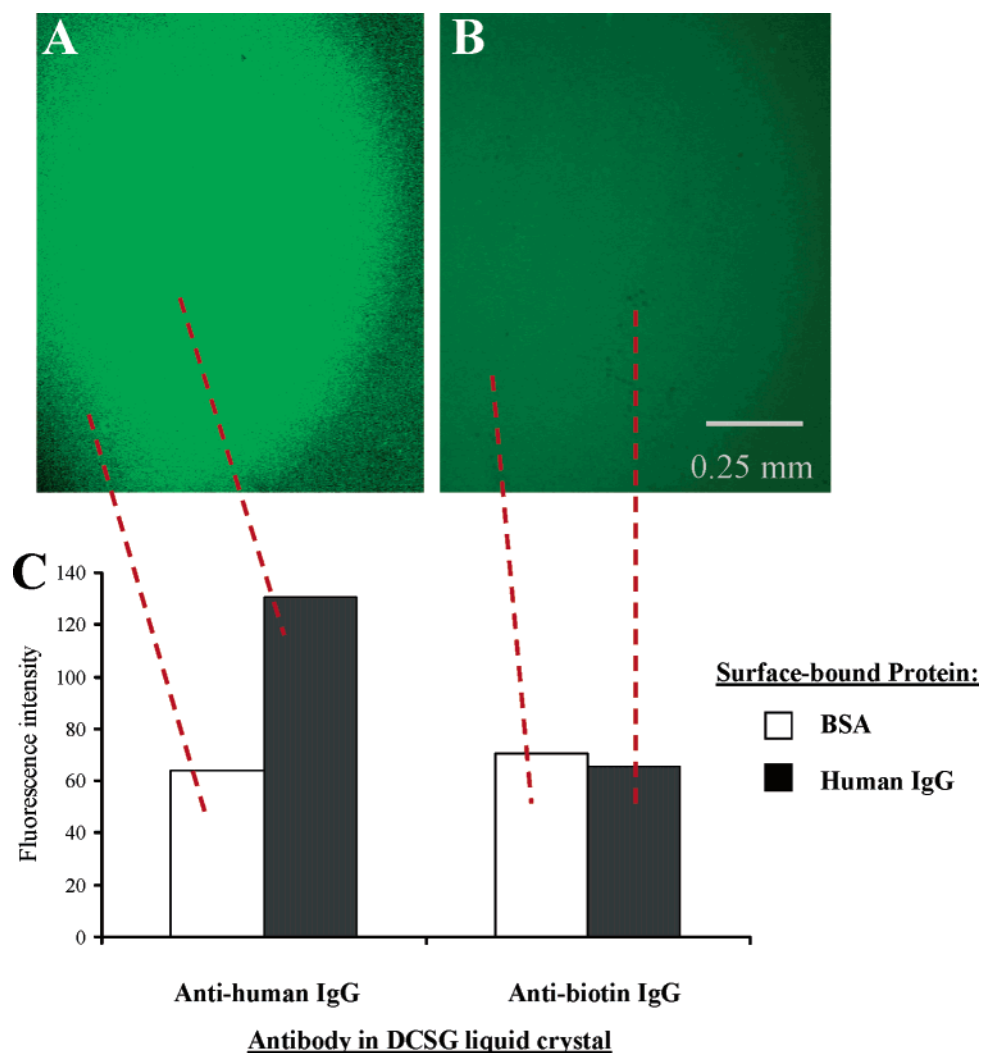 A
B
0.25 mm
C
140
120
100
80
60
40
20
0
Fluorescence intensity
Surface-bound Protein:
BSA
Human IgG
Anti-human IgG
Anti-biotin IgG
Antibody in DCSG liquid crystal